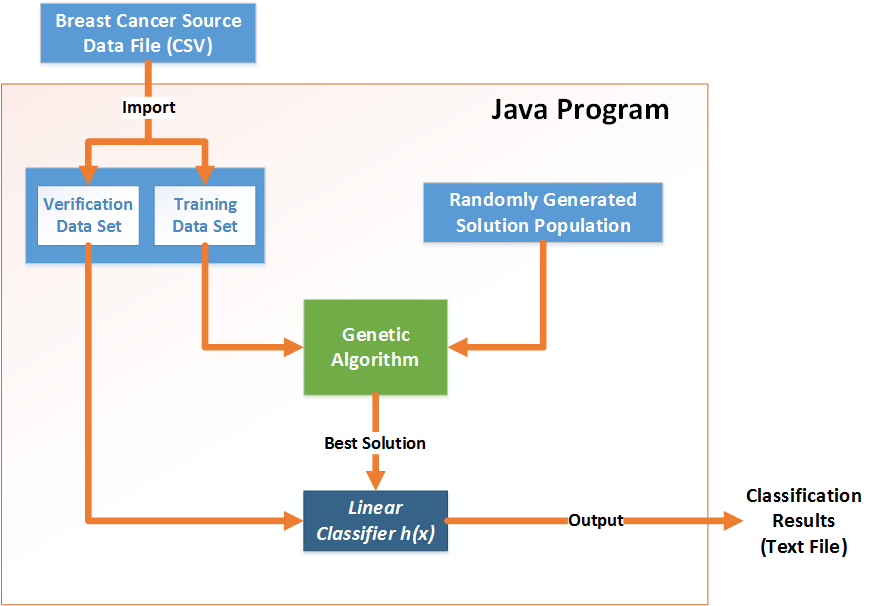 Breast Cancer Source
Data File (CSV)
Import
Java Program
Verification
Data Set
Training
Data Set
Randomly Generated
Solution Population
Genetic
Algorithm
Best Solution
Linear
Classifier h(x)
Output
Classification
Results
(Text File)